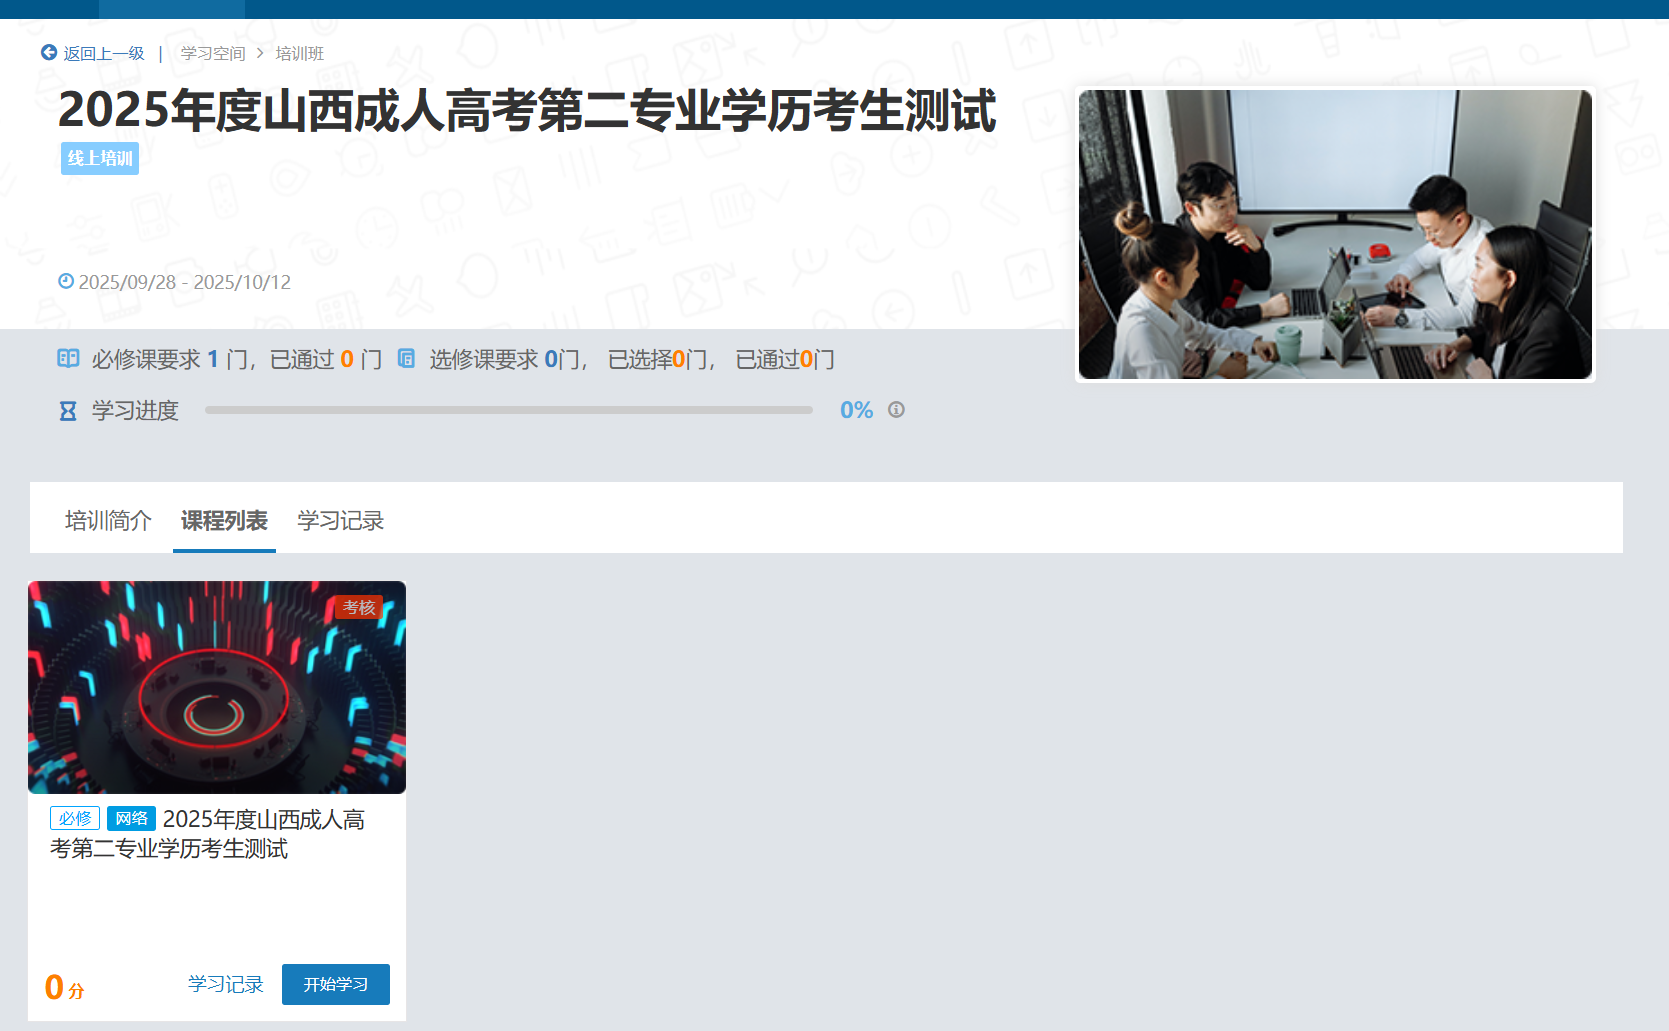 返回上一级 | 学习空间 > 培训班
2025年度山西成人高考第二专业学历考生测试
线上培训
2025/09/28 - 2025/10/12
必修课要求 1 门，已通过 0 门 选修课要求 0门， 已选择0门， 已通过0门
学习进度 0%
培训简介 课程列表 学习记录
考核
必修 网络 2025年度山西成人高
考第二专业学历考生测试
0分 学习记录 开始学习